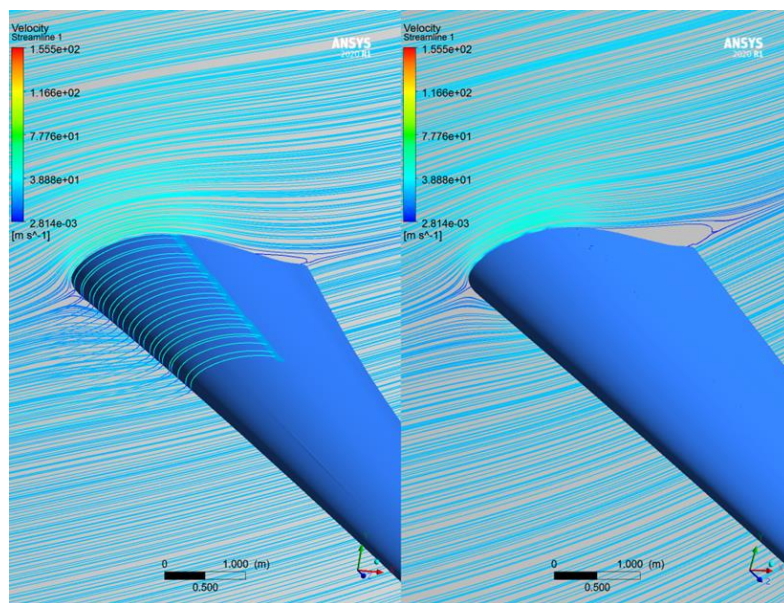 Velocity
Streamline 1
1.555e+02
1.166e+02
7.776e+01
3.888e+01
2.814e-03
[m s^-1]
ANSYS
2020 R1
0 1.000 (m)
0.500
Velocity
Streamline 1
1.555e+02
1.166e+02
7.776e+01
3.888e+01
2.814e-03
[m s^-1]
ANSYS
2020 R1
0 1.000 (m)
0.500